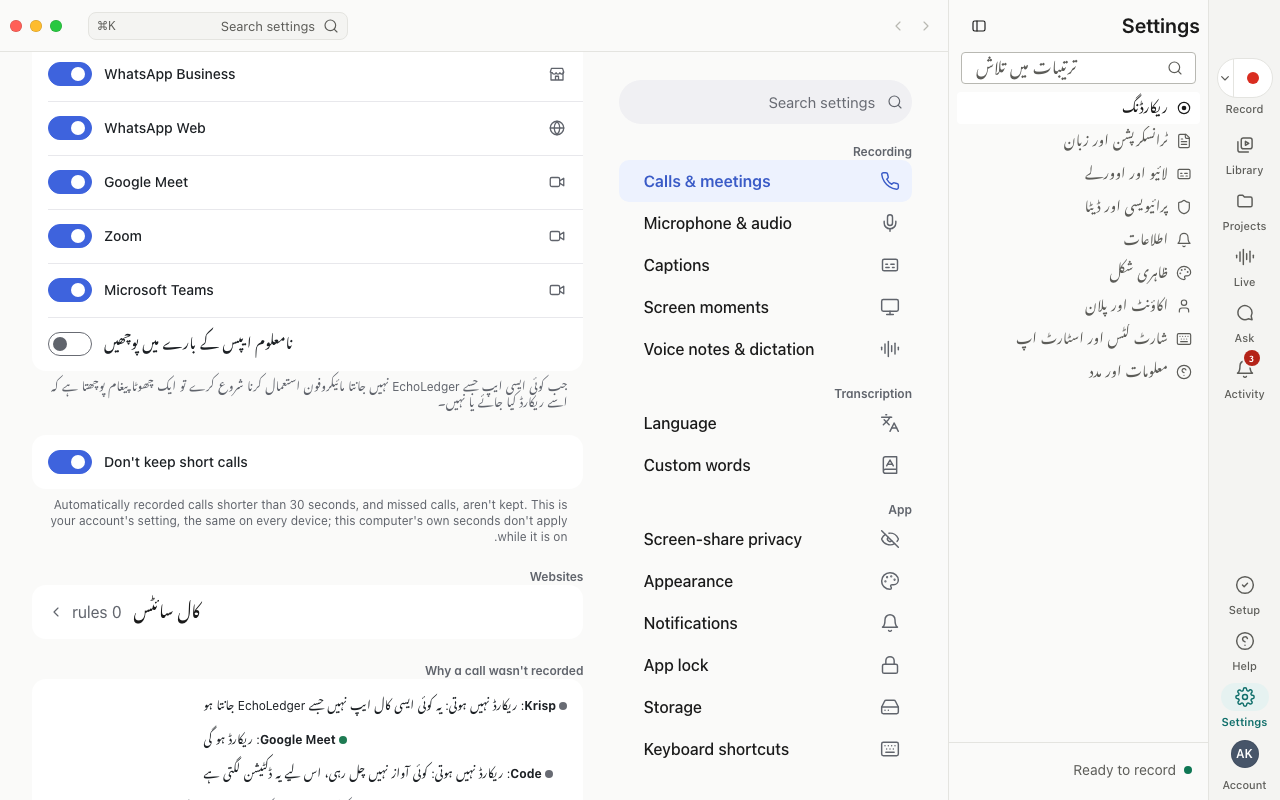 Settings
ترتیبات میں تلاش
ریکارڈنگ
ٹرانسکرپشن اور زبان
لائیو اور اوورلے
پرائیویسی اور ڈیٹا
اطلاعات
ظاہری شکل
اکاؤنٹ اور پلان
شارٹ کٹس اور اسٹارٹ اپ
معلومات اور مدد
Ready to record
Record
Library
Projects
Live
Ask
3
Activity
Setup
Help
Settings
AK
Account
⌘K
Search settings
Search settings
Recording
Calls & meetings
Microphone & audio
Captions
Screen moments
Voice notes & dictation
Transcription
Language
Custom words
App
Screen-share privacy
Appearance
Notifications
App lock
Storage
Keyboard shortcuts
WhatsApp Business
WhatsApp Web
Google Meet
Zoom
Microsoft Teams
نامعلوم ایپس کے بارے میں پوچھیں
جب کوئی ایسی ایپ جسے EchoLedger نہیں جانتا مائیکروفون استعمال کرنا شروع کرے تو ایک چھوٹا پیغام پوچھتا ہے کہ
اسے ریکارڈ کیا جائے یا نہیں۔
Don't keep short calls
Automatically recorded calls shorter than 30 seconds, and missed calls, aren't kept. This is
your account's setting, the same on every device; this computer's own seconds don't apply
while it is on.
Websites
کال سائٹس
0 rules
Why a call wasn't recorded
Krisp: ریکارڈ نہیں ہوتی: یہ کوئی ایسی کال ایپ نہیں جسے EchoLedger جانتا ہو
Google Meet: ریکارڈ ہو گی
Code: ریکارڈ نہیں ہوتی: کوئی آواز نہیں چل رہی، اس لیے یہ ڈکٹیشن لگتی ہے